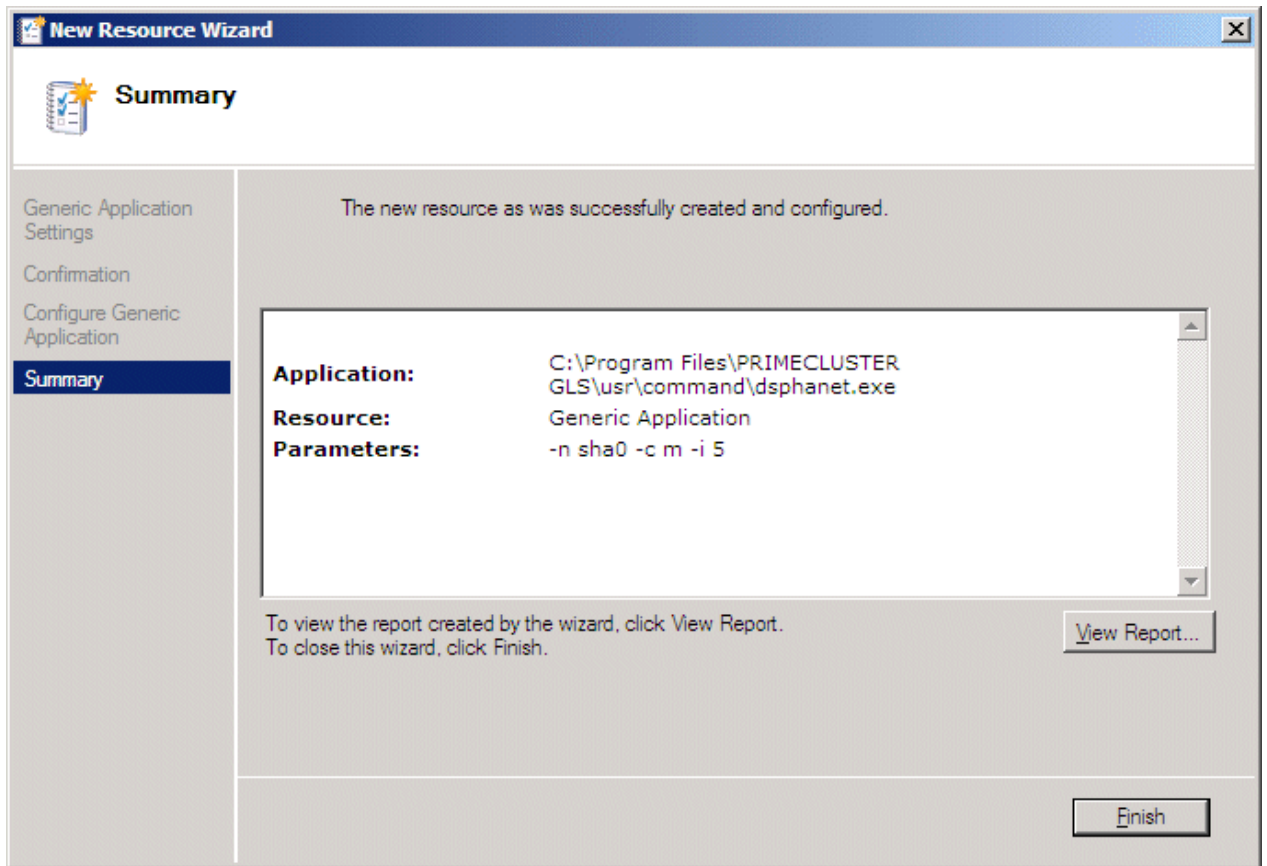 New Resource Wizard
Summary
Generic Application
Settings
Confirmation
Configure Generic
Application
Summary
The new resource as was successfully created and configured.
Application: C:\Program Files\PRIMECLUSTER
GLS\usr\command\dsphanet.exe
Resource: Generic Application
Parameters: -n sha0 -c m -i 5
To view the report created by the wizard, click View Report.
To close this wizard, click Finish.
View Report...
Finish